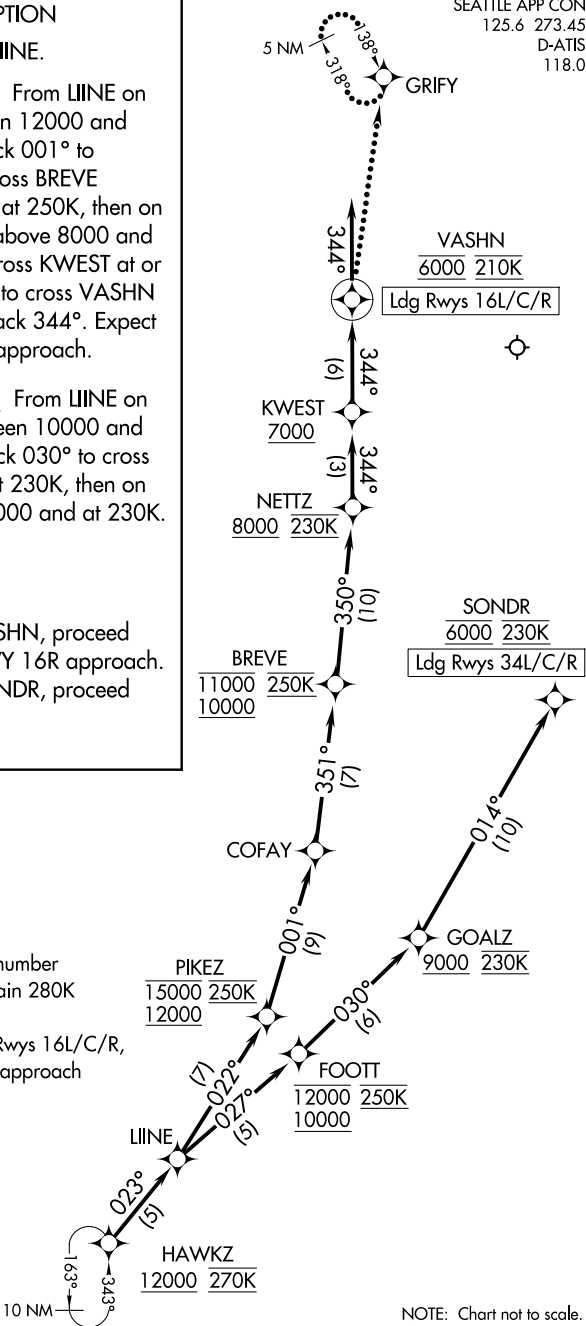 SEATTLE APP CON
125.6 273.45
D-ATIS
118.0
PTION
IINE.
From LIINE on
n 12000 and
ck 001° to
oss BREVE
at 250K, then on
above 8000 and
ross KWEST at or
to cross VASHN
ack 344°. Expect
approach.
From LIINE on
een 10000 and
ck 030° to cross
t 230K, then on
000 and at 230K.
SHN, proceed
VY 16R approach.
NDR, proceed
5 NM
138°
318°
GRIFY
344°
VASHN
6000 210K
Ldg Rwys 16L/C/R
344°
(6)
KWEST
7000
344°
(3)
NETTZ
8000 230K
350°
(10)
SONDR
6000 230K
Ldg Rwys 34L/C/R
BREVE
11000 250K
10000
351°
(7)
014°
(10)
COFAY
001°
(9)
GOALZ
9000 230K
number
ain 280K
Rwys 16L/C/R,
approach
PIKEZ
15000 250K
12000
030°
(6)
FOOTT
12000 250K
10000
(7)
022°
027°
(5)
LIINE
023°
(5)
HAWKZ
12000 270K
163°
343°
10 NM
NOTE: Chart not to scale.